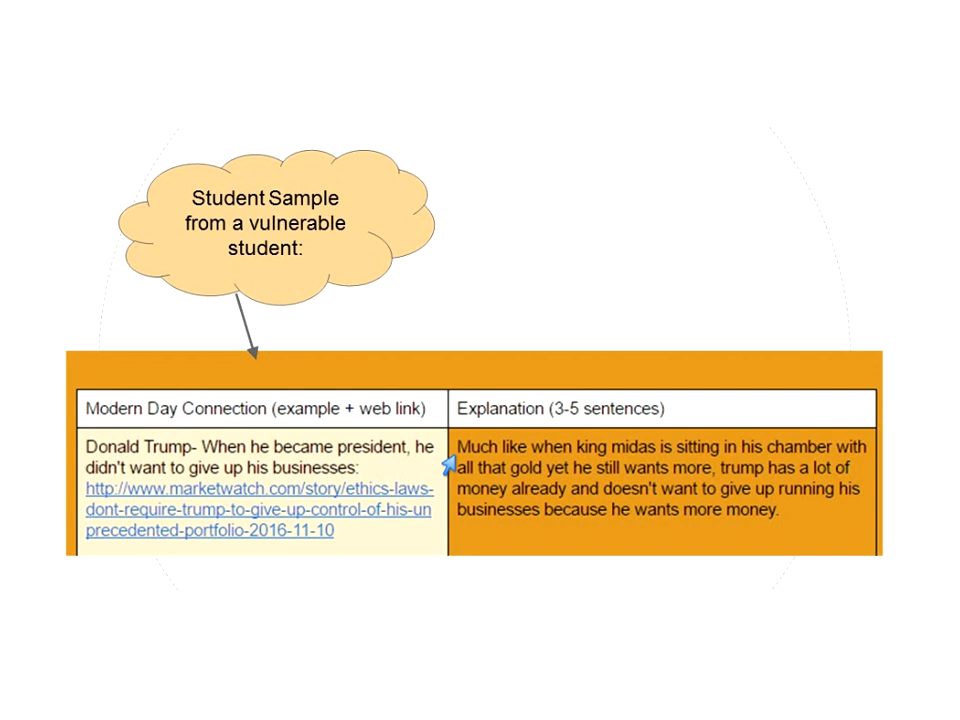 Student Sample
from a vulnerable
student:
Modern Day Connection (example + web link)
Explanation (3-5 sentences)
Donald Trump- When he became president, he
didn't want to give up his businesses:
http://www.marketwatch.com/story/ethics-laws-
dont-require-trump-to-give-up-control-of-his-un
precedented-portfolio-2016-11-10
Much like when king midas is sitting in his chamber with
all that gold yet he still wants more, trump has a lot of
money already and doesn't want to give up running his
businesses because he wants more money.